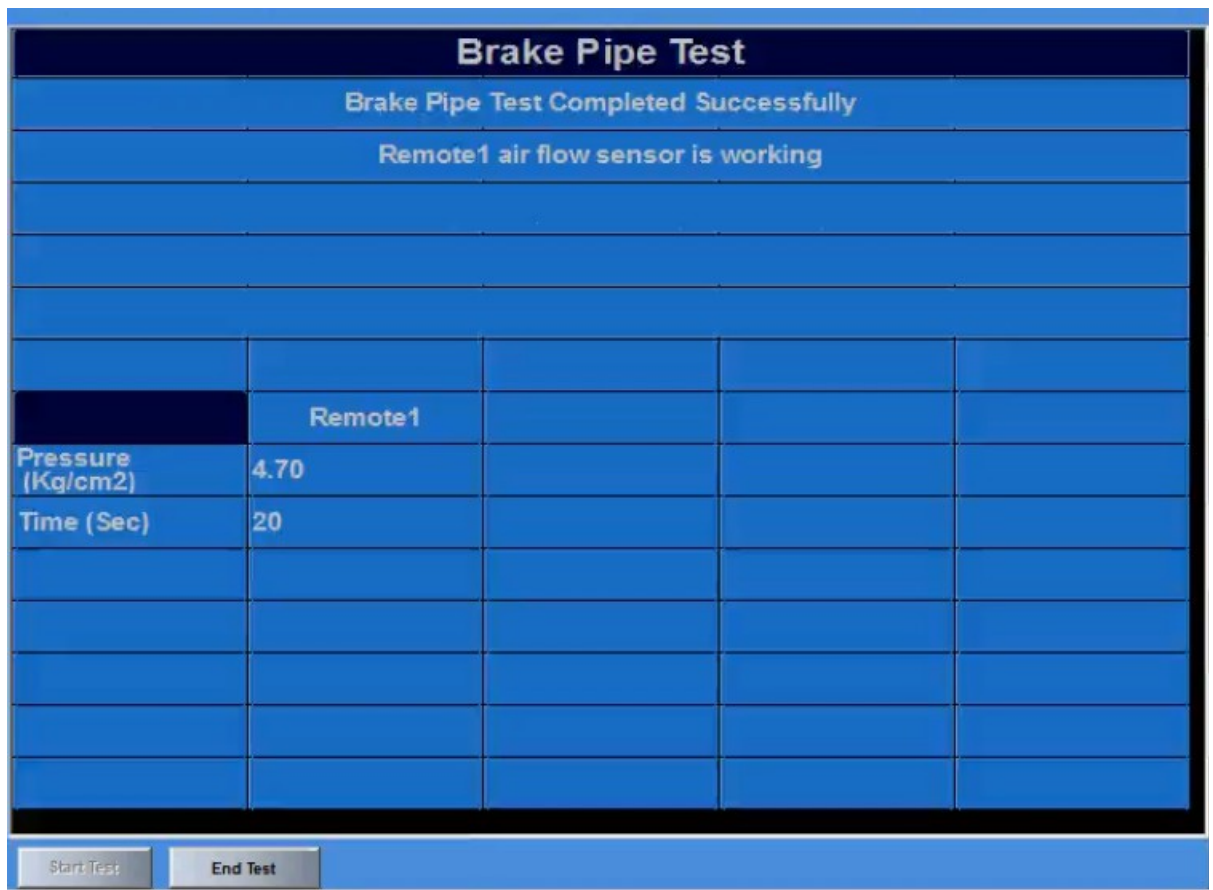 Brake Pipe Test
Brake Pipe Test Completed Successfully
Remote1 air flow sensor is working
Remote1
Pressure
(Kg/cm2)
4.70
Time (Sec)
20
Start Test
End Test